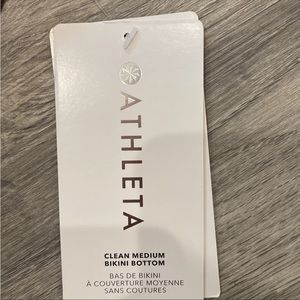 ATHLETA
CLEAN MEDIUM
BIKINI BOTTOM
BAS DE BIKINI
À COUVERTURE MOYENNE
SANS COUTURES